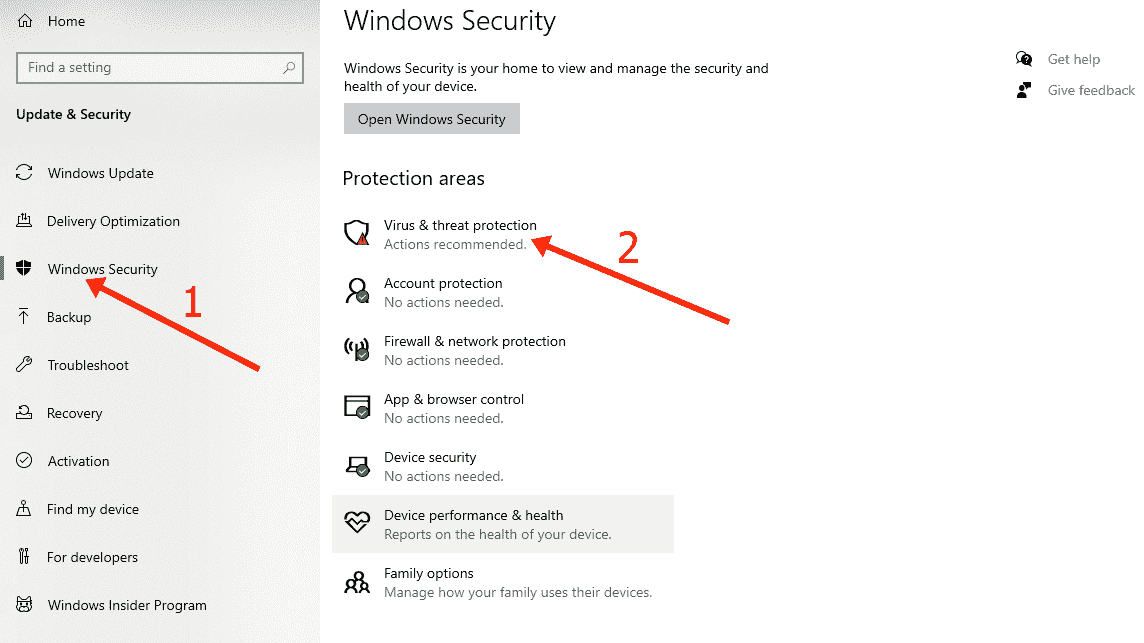 Home
Find a setting
Update & Security
Windows Update
Delivery Optimization
Windows Security
1
Backup
Troubleshoot
Recovery
Activation
Find my device
For developers
Windows Insider Program
Windows Security
Windows Security is your home to view and manage the security and
health of your device.
Open Windows Security
Protection areas
Virus & threat protection
Actions recommended.
2
Account protection
No actions needed.
Firewall & network protection
No actions needed.
App & browser control
No actions needed.
Device security
No actions needed.
Device performance & health
Reports on the health of your device.
Family options
Manage how your family uses their devices.
Get help
Give feedback